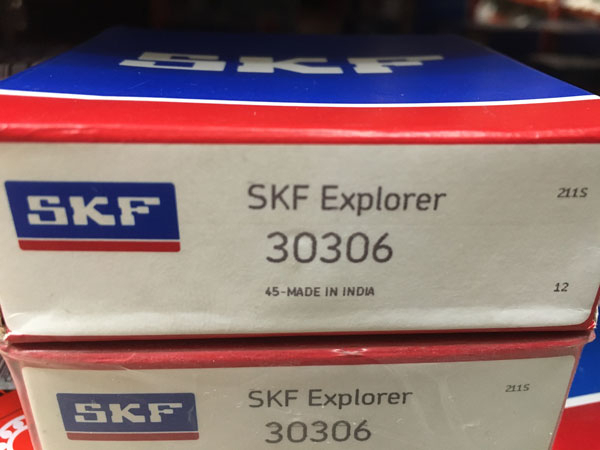 SKF
SKF
SKF Explorer
211S
30306
45-MADE IN INDIA
12
SKF
SKF Explorer
211S
30306